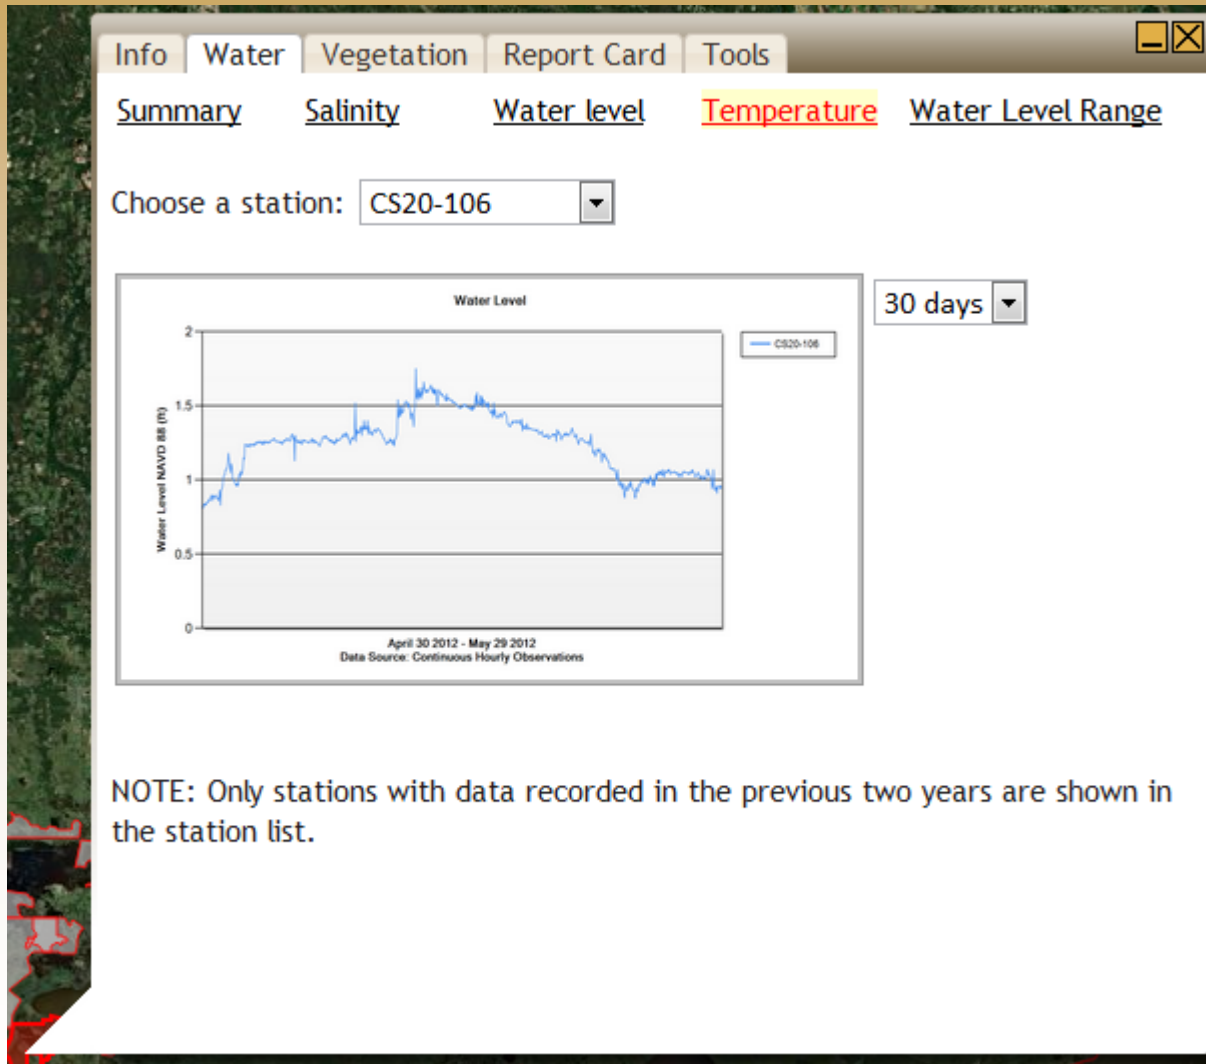 Info Water Vegetation Report Card Tools
Summary Salinity Water level Temperature Water Level Range
Choose a station: CS20-106
30 days
Water Level
CS20-106
Water Level NAVD 88 (ft)
2
1.5
1
0.5
0
April 30 2012 - May 29 2012
Data Source: Continuous Hourly Observations
NOTE: Only stations with data recorded in the previous two years are shown in
the station list.